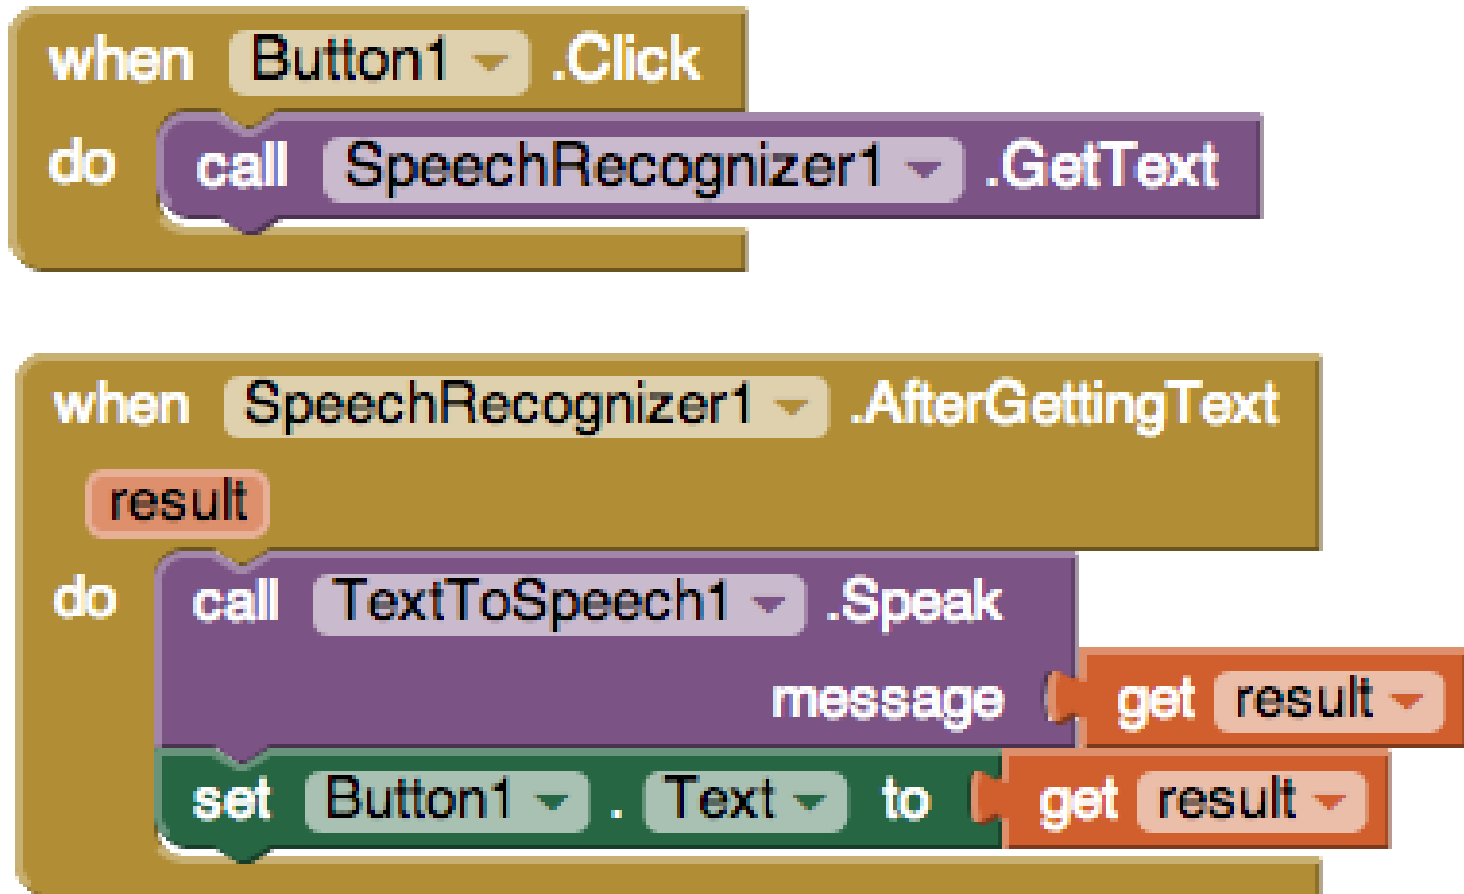 when Button1 .Click
do call SpeechRecognizer1 .GetText
when SpeechRecognizer1 .AfterGettingText
result
do call TextToSpeech1 .Speak
message get result
set Button1 . Text to get result